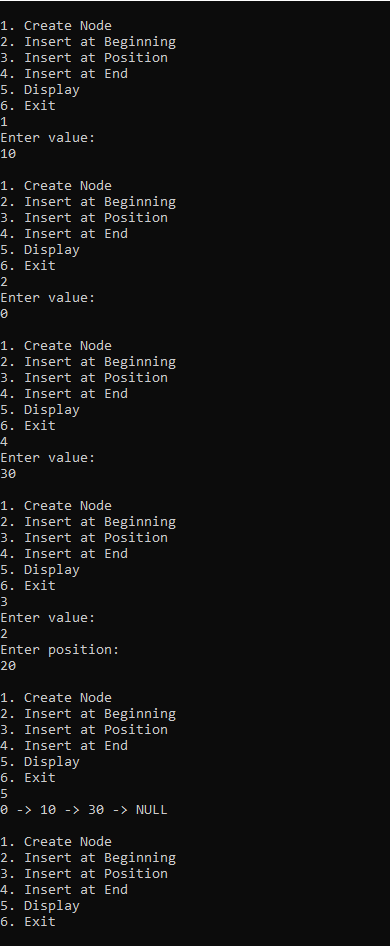 1. Create Node
2. Insert at Beginning
3. Insert at Position
4. Insert at End
5. Display
6. Exit
1
Enter value:
10
1. Create Node
2. Insert at Beginning
3. Insert at Position
4. Insert at End
5. Display
6. Exit
2
Enter value:
0
1. Create Node
2. Insert at Beginning
3. Insert at Position
4. Insert at End
5. Display
6. Exit
4
Enter value:
30
1. Create Node
2. Insert at Beginning
3. Insert at Position
4. Insert at End
5. Display
6. Exit
3
Enter value:
2
Enter position:
20
1. Create Node
2. Insert at Beginning
3. Insert at Position
4. Insert at End
5. Display
6. Exit
5
0 -> 10 -> 30 -> NULL
1. Create Node
2. Insert at Beginning
3. Insert at Position
4. Insert at End
5. Display
6. Exit